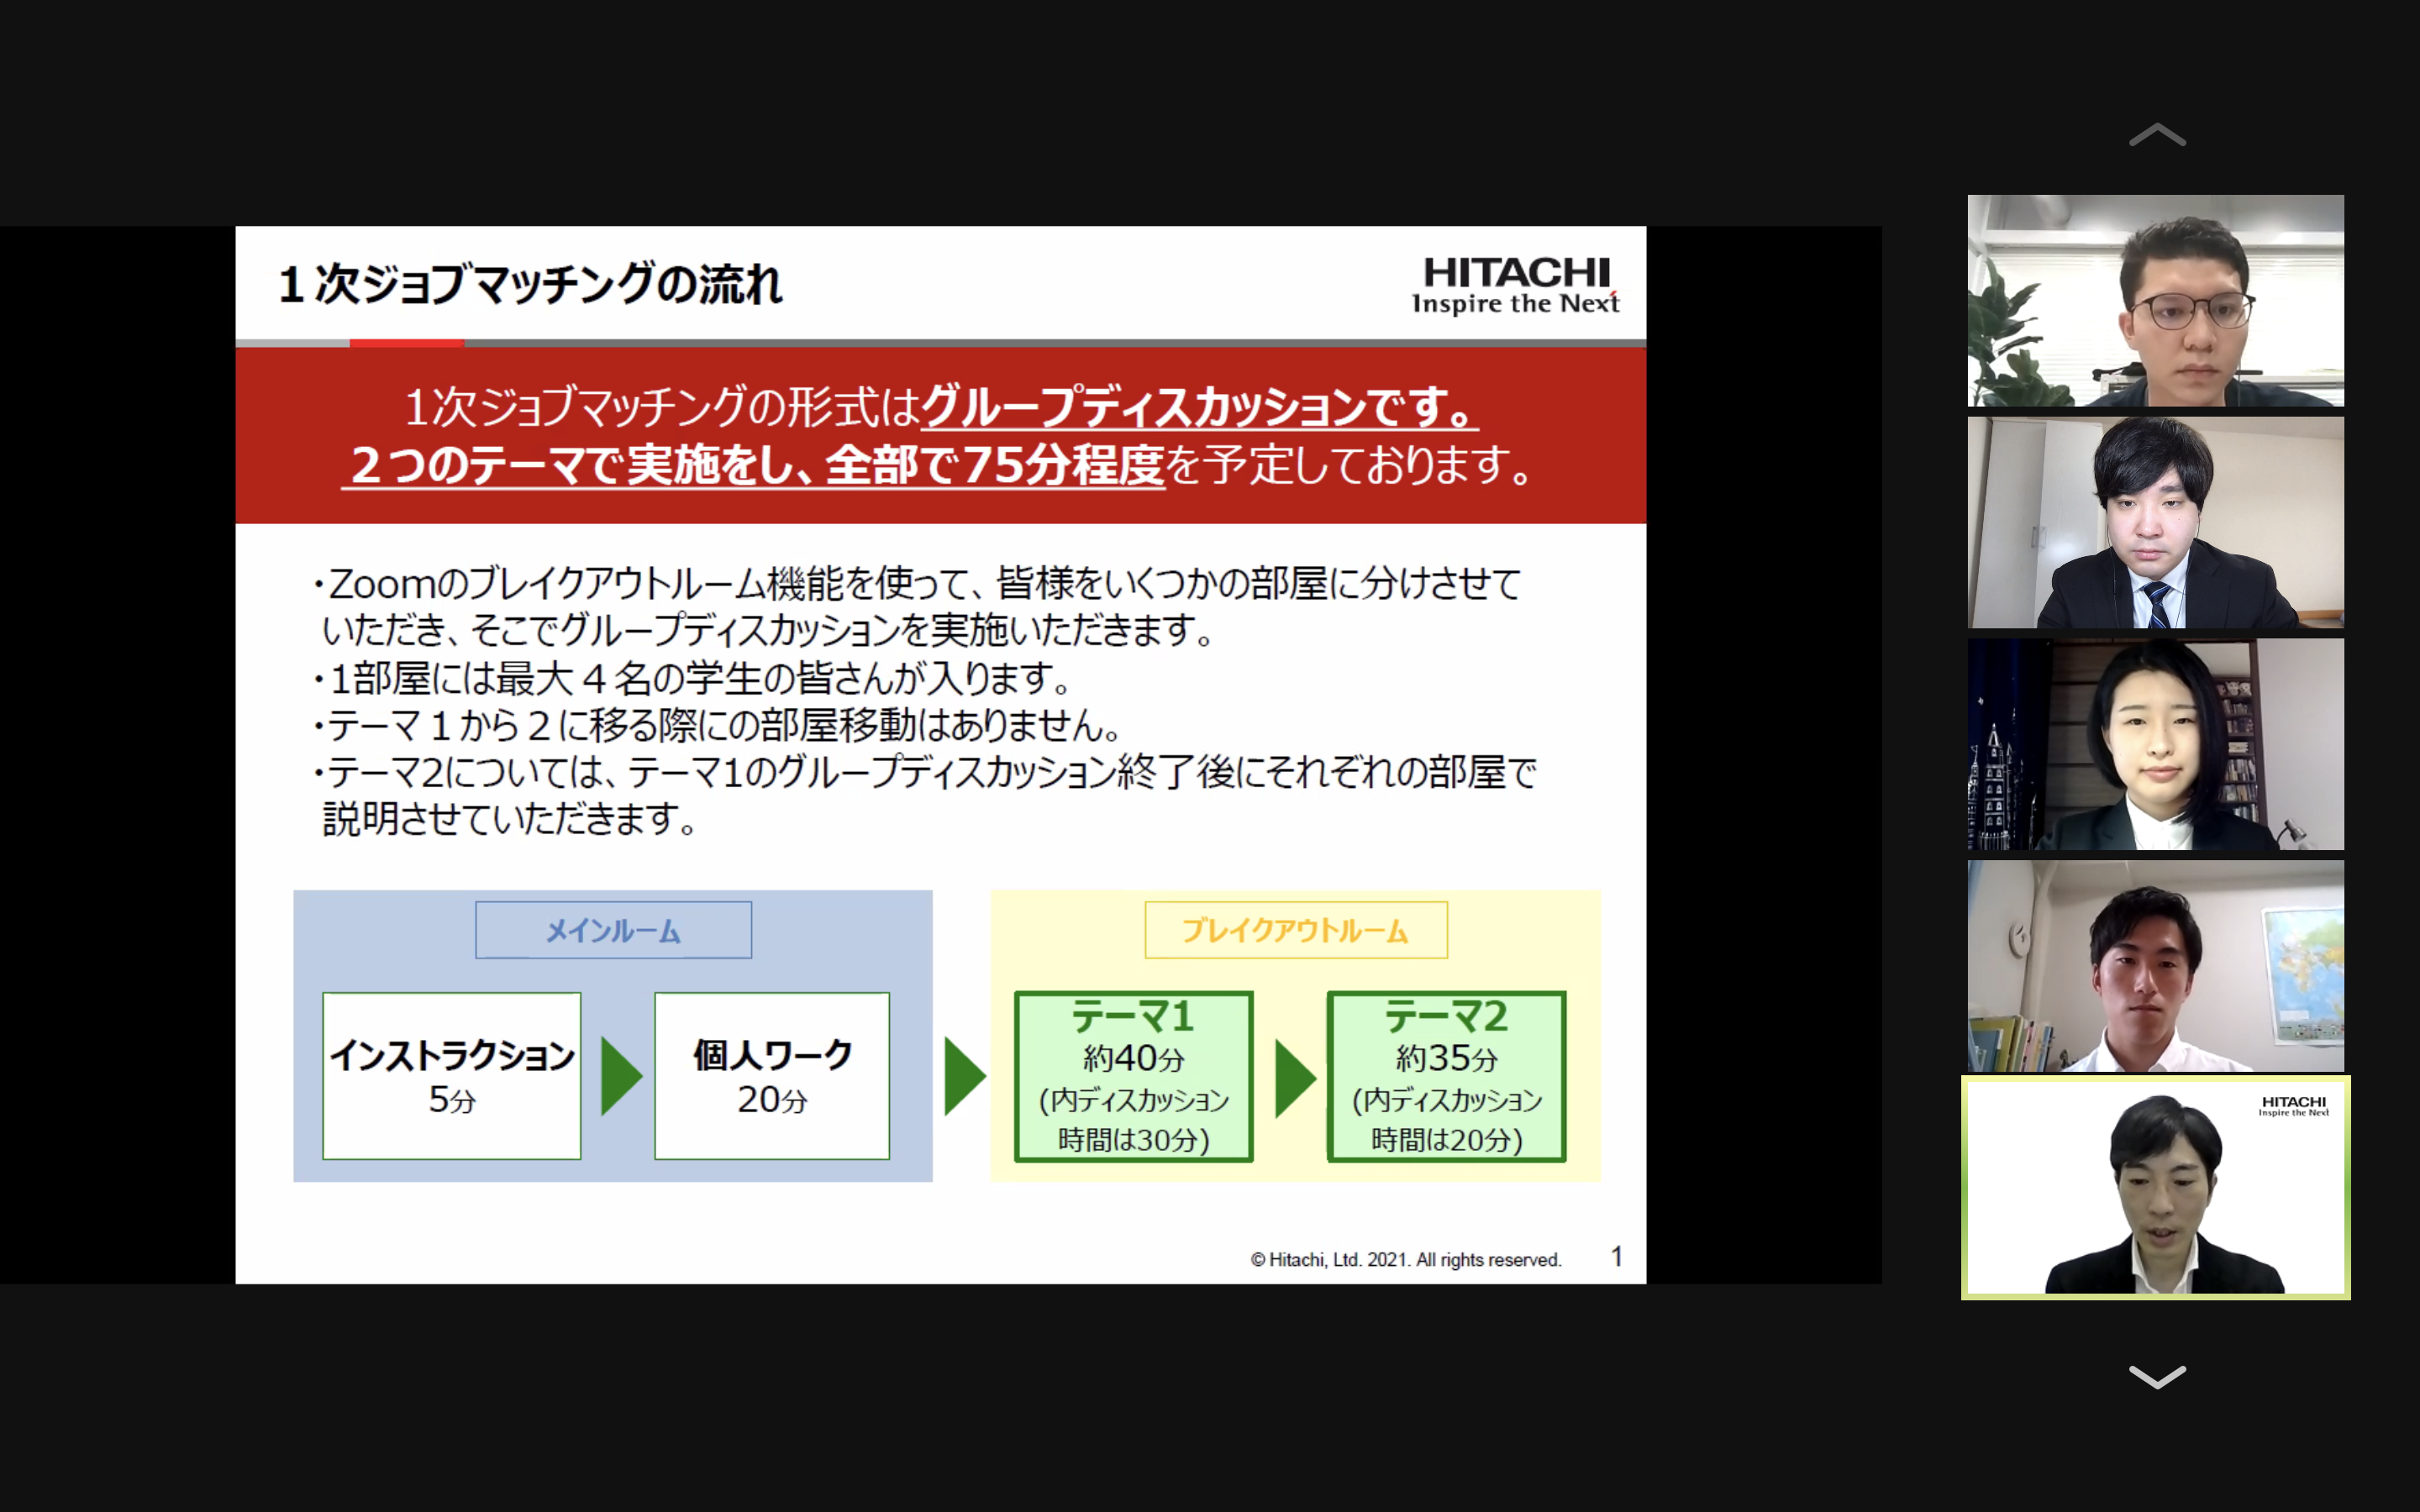 １次ジョブマッチングの流れ
HITACHI
Inspire the Next
1次ジョブマッチングの形式はグループディスカッションです。
２つのテーマで実施をし、全部で75分程度を予定しております。
・Zoomのブレイクアウトルーム機能を使って、皆様をいくつかの部屋に分けさせて
いただき、そこでグループディスカッションを実施いただきます。
・1部屋には最大４名の学生の皆さんが入ります。
・テーマ１から２に移る際にの部屋移動はありません。
・テーマ2については、テーマ1のグループディスカッション終了後にそれぞれの部屋で
説明させていただきます。
メインルーム
インストラクション
5分
個人ワーク
20分
ブレイクアウトルーム
テーマ1
約40分
(内ディスカッション
時間は30分)
テーマ2
約35分
(内ディスカッション
時間は20分)
© Hitachi, Ltd. 2021. All rights reserved.
1
HITACHI
Inspire the Next